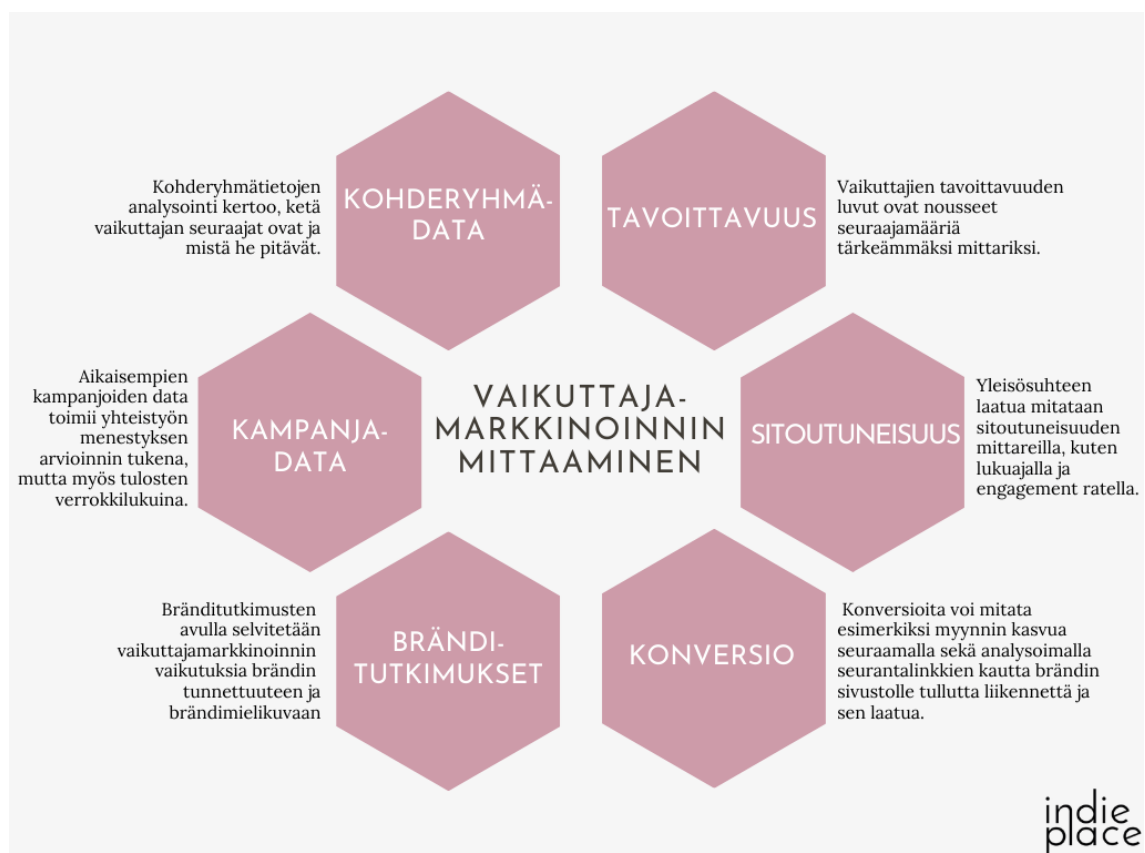 Kohderyhmätietojen
analysointi kertoo, ketä
vaikuttajan seuraajat ovat ja
mistä he pitävät.
KOHDERYHMÄ-
DATA
TAVOITTAVUUS
Vaikuttajien tavoittavuuden
luvut ovat nousseet
seuraajamääriä
tärkeämmäksi mittariksi.
Aikaisempien
kampanjoiden data
toimii yhteistyön
menestyksen
arvioinnin tukena,
mutta myös tulosten
verrokkilukuina.
KAMPANJA-
DATA
VAIKUTTAJA-
MARKKINOINNIN
MITTAAMINEN
SITOUTUNEISUUS
Yleisösuhteen
laatua mitataan
sitoutuneisuuden
mittareilla, kuten
lukuajalla ja
engagement ratella.
Bränditutkimusten
avulla selvitetään
vaikuttajamarkkinoinnin
vaikutuksia brändin
tunnettuuteen ja
brändimielikuvaan
BRÄNDI-
TUTKIMUKSET
KONVERSIO
Konversioita voi mitata
esimerkiksi myynnin kasvua
seuraamalla sekä analysoimalla
seurantalinkkien kautta brändin
sivustolle tullutta liikennettä ja
sen laatua.
indie
place